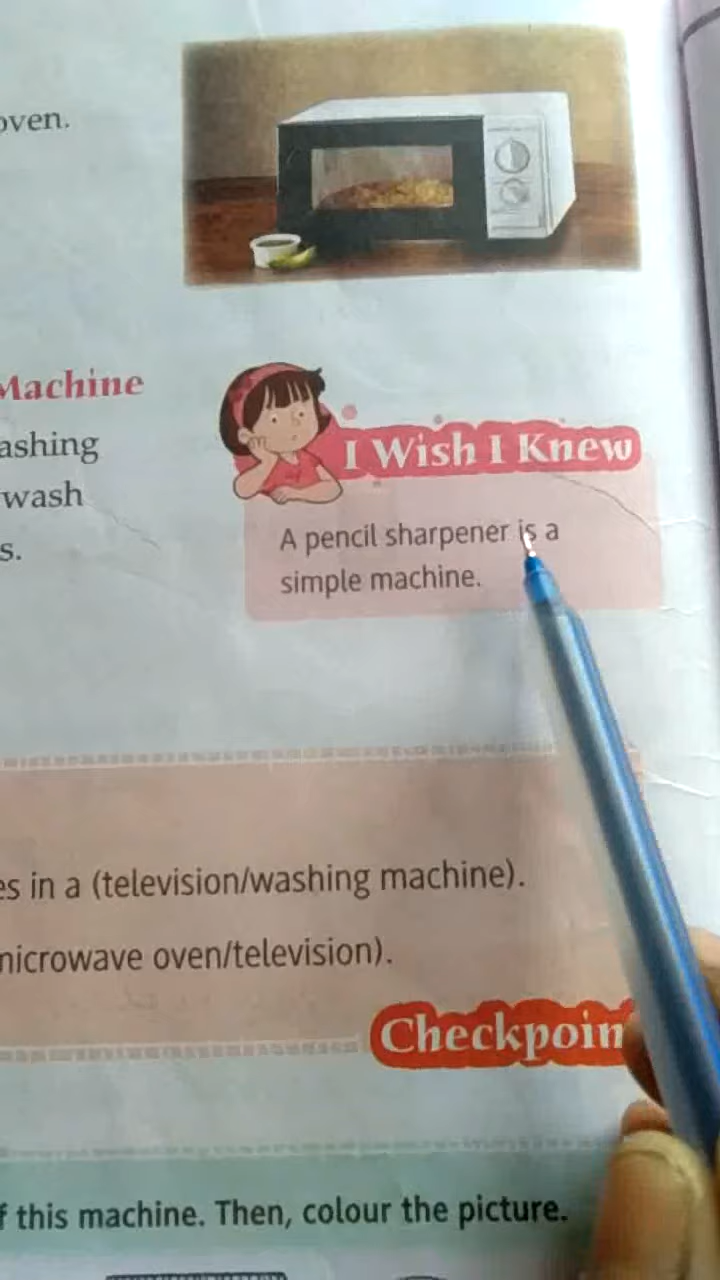 oven.
Machine
ashing
wash
s.
I Wish I Knew
A pencil sharpener is a
simple machine.
es in a (television/washing machine).
microwave oven/television).
Checkpoin
f this machine. Then, colour the picture.